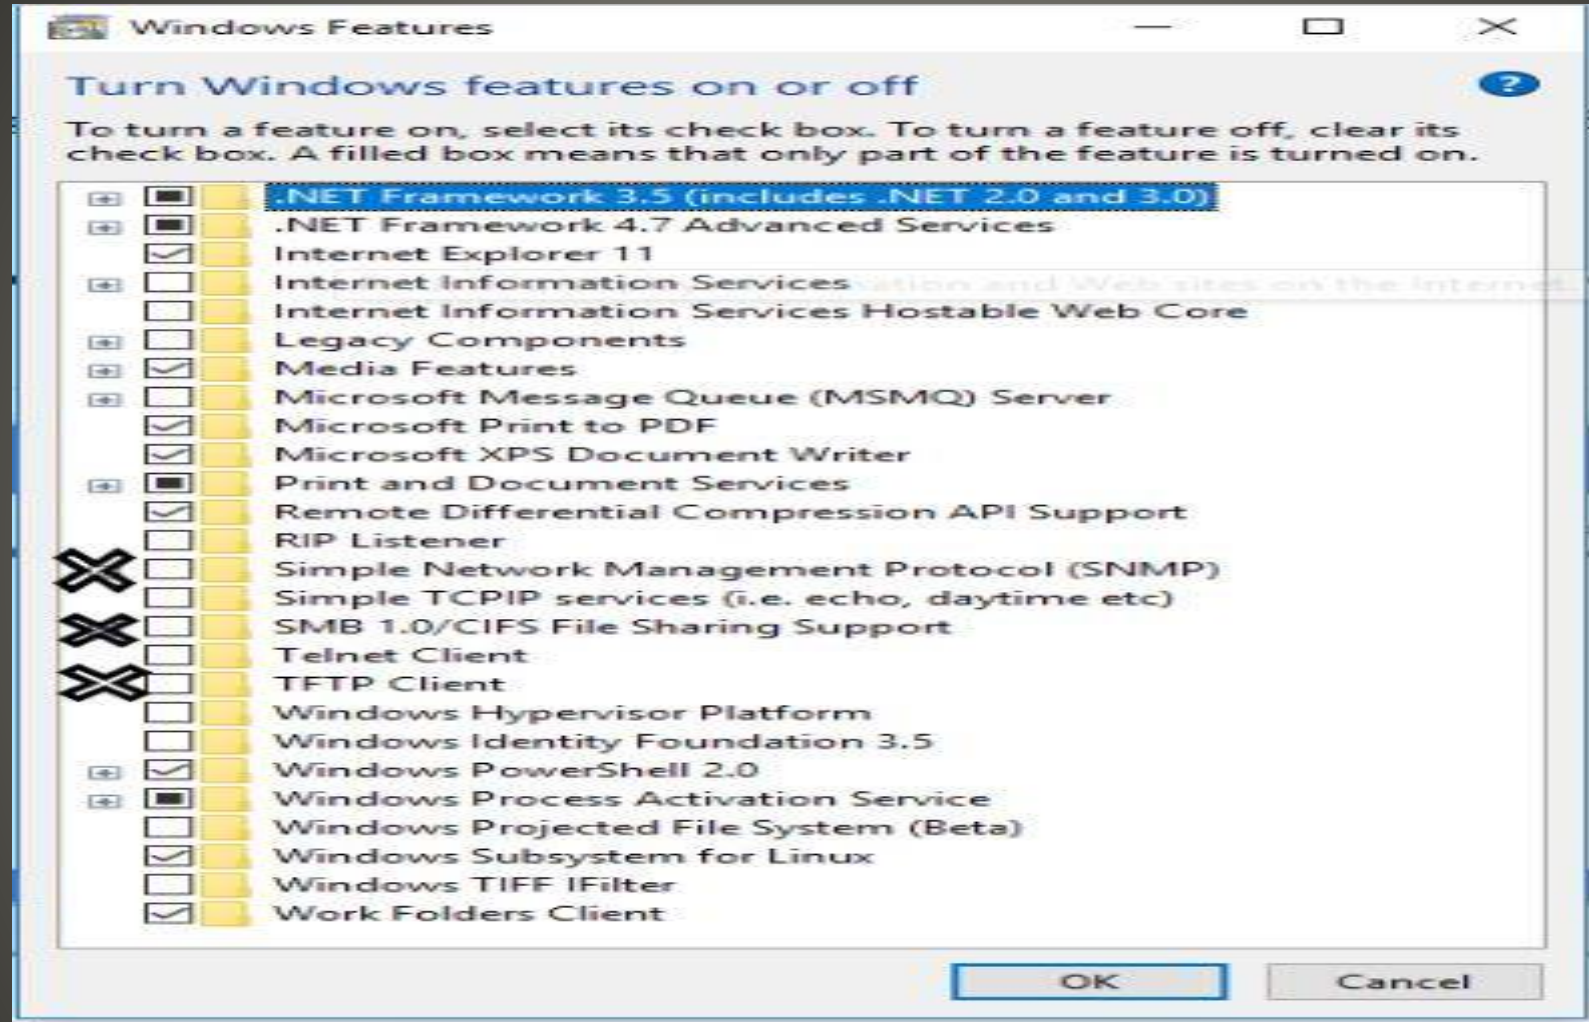 Windows Features
Turn Windows features on or off
To turn a feature on, select its check box. To turn a feature off, clear its
check box. A filled box means that only part of the feature is turned on.
.NET Framework 3.5 (includes .NET 2.0 and 3.0)
.NET Framework 4.7 Advanced Services
Internet Explorer 11
Internet Information Services and Web sites on the Internet.
Internet Information Services Hostable Web Core
Legacy Components
Media Features
Microsoft Message Queue (MSMQ) Server
Microsoft Print to PDF
Microsoft XPS Document Writer
Print and Document Services
Remote Differential Compression API Support
RIP Listener
Simple Network Management Protocol (SNMP)
Simple TCPIP services (i.e. echo, daytime etc)
SMB 1.0/CIFS File Sharing Support
Telnet Client
TFTP Client
Windows Hypervisor Platform
Windows Identity Foundation 3.5
Windows PowerShell 2.0
Windows Process Activation Service
Windows Projected File System (Beta)
Windows Subsystem for Linux
Windows TIFF IFilter
Work Folders Client
OK Cancel